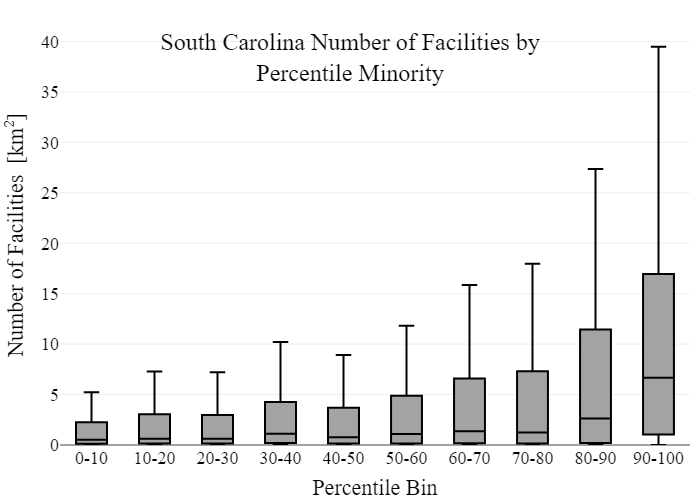 South Carolina Number of Facilities by
Percentile Minority
Number of Facilities [km²]
40
35
30
25
20
15
10
5
0
0-10 10-20 20-30 30-40 40-50 50-60 60-70 70-80 80-90 90-100
Percentile Bin